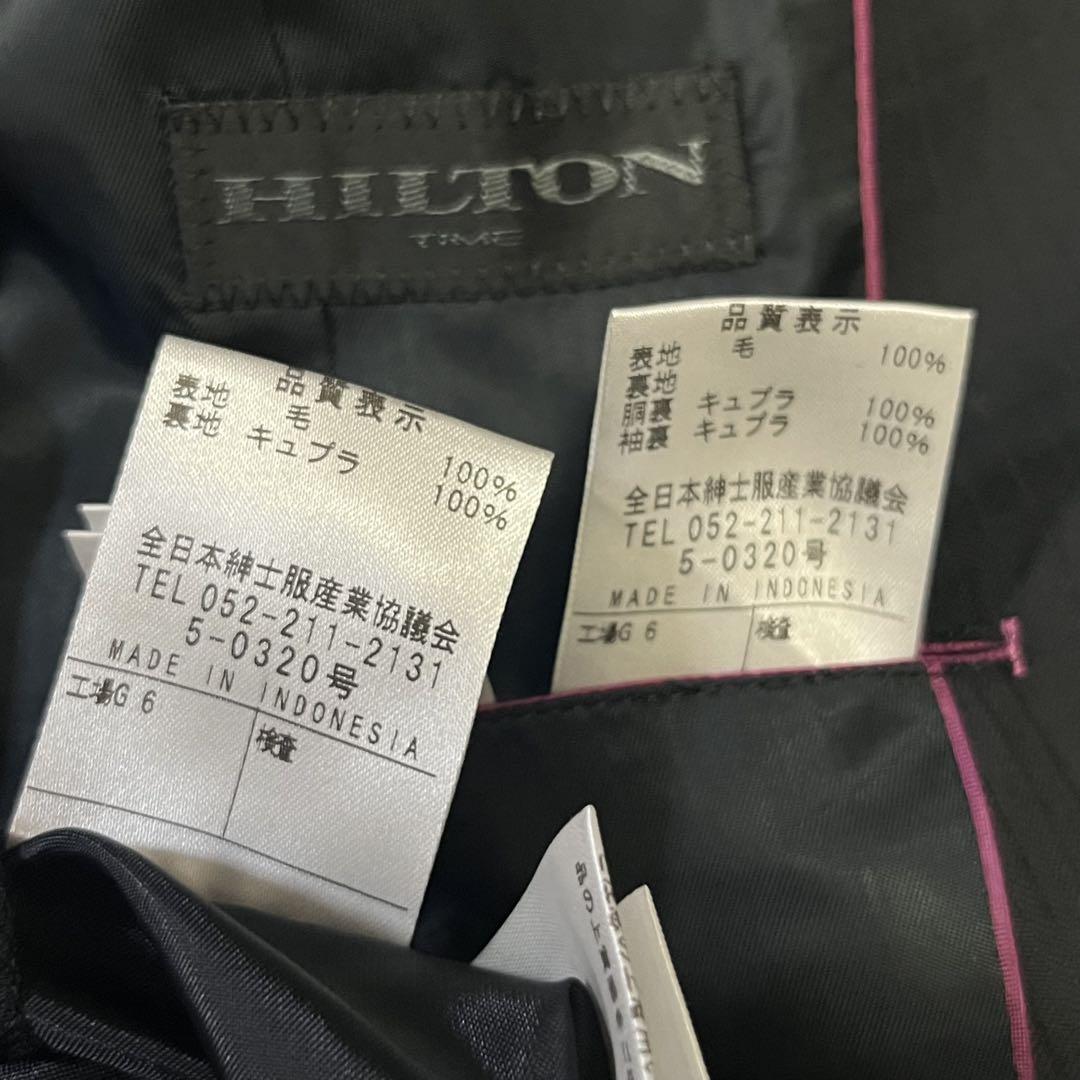 HILTON
TIME
品質表示
表地 毛 100%
裏地 キュプラ 100%
全日本紳士服産業協議会
TEL 052-211-2131
5-0320号
MADE IN INDONESIA
工場G 6
検査
品質表示
表地 毛 100%
裏地
胴裏 キュプラ 100%
袖裏 キュプラ 100%
全日本紳士服産業協議会
TEL 052-211-2131
5-0320号
MADE IN INDONESIA
工場G 6
検査